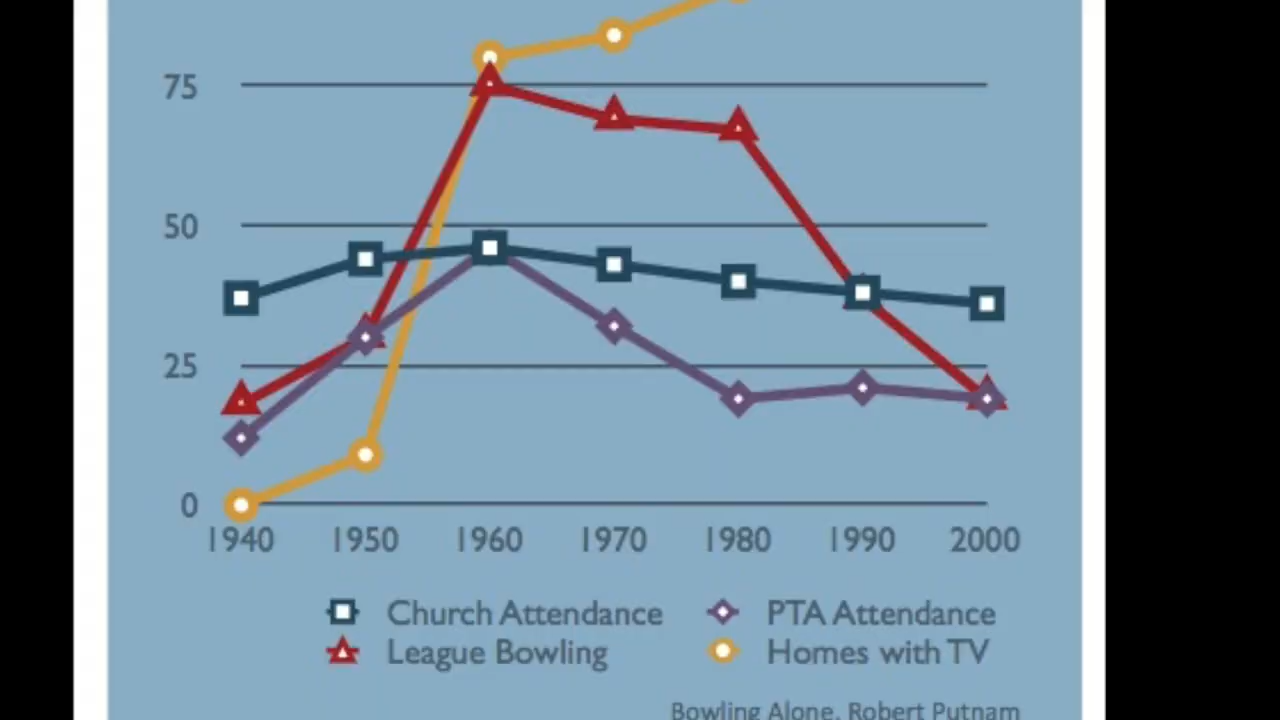 75
50
25
0
1940 1950 1960 1970 1980 1990 2000
Church Attendance PTA Attendance
League Bowling Homes with TV
Bowling Alone, Robert Putnam